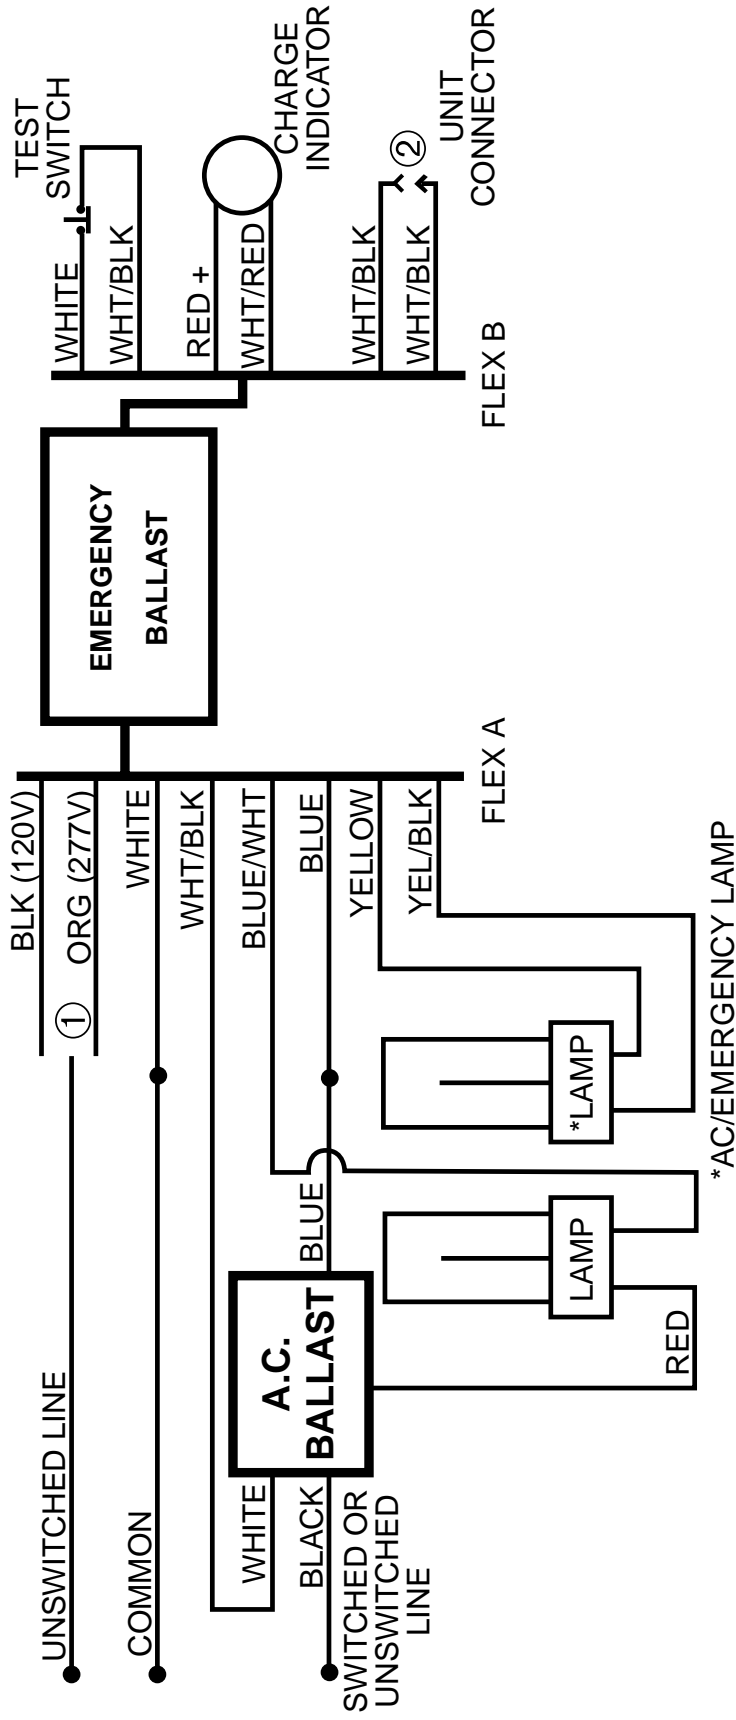 UNSWITCHED LINE
COMMON
WHITE
BLACK
SWITCHED OR
UNSWITCHED
LINE
A.C.
BALLAST
BLUE
RED
LAMP
*LAMP
*AC/EMERGENCY LAMP
BLK (120V)
① ORG (277V)
WHITE
WHT/BLK
BLUE/WHT
BLUE
YELLOW
YEL/BLK
FLEX A
EMERGENCY
BALLAST
FLEX B
WHITE
WHT/BLK
RED +
WHT/RED
WHT/BLK
WHT/BLK
TEST
SWITCH
CHARGE
INDICATOR
②
UNIT
CONNECTOR